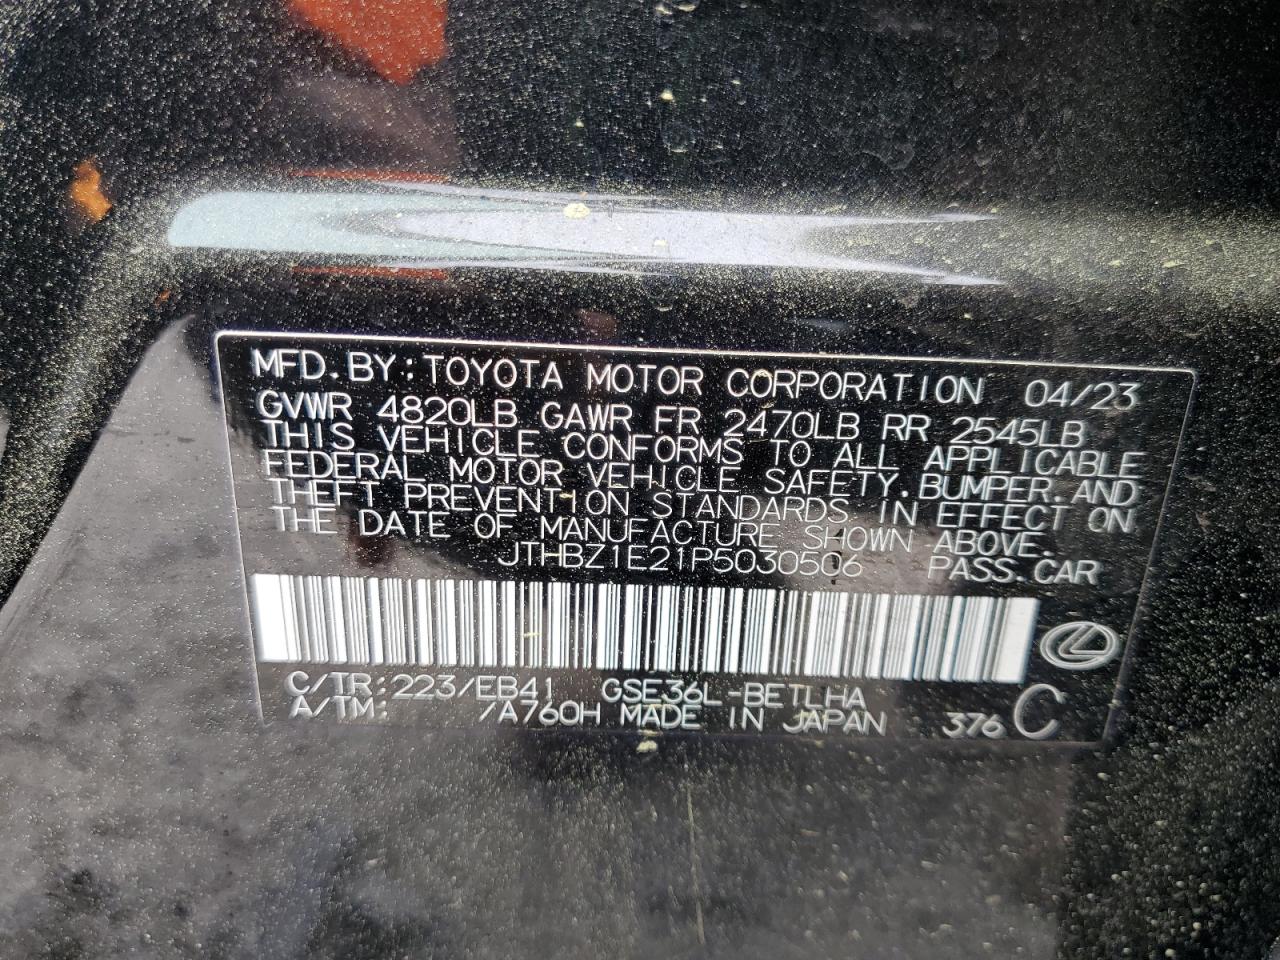 MFD.BY:TOYOTA MOTOR CORPORATION 04/23
GVWR 4820LB GAWR FR 2470LB RR 2545LB
THIS VEHICLE CONFORMS TO ALL APPLICABLE
FEDERAL MOTOR VEHICLE SAFETY.BUMPER.AND
THEFT PREVENTION STANDARDS IN EFFECT ON
THE DATE OF MANUFACTURE SHOWN ABOVE.
JTHBZ1E21P5030506 PASS.CAR
C/TR:223/EB41 GSE36L-BETLHA
A/TM: /A760H MADE IN JAPAN 376 C